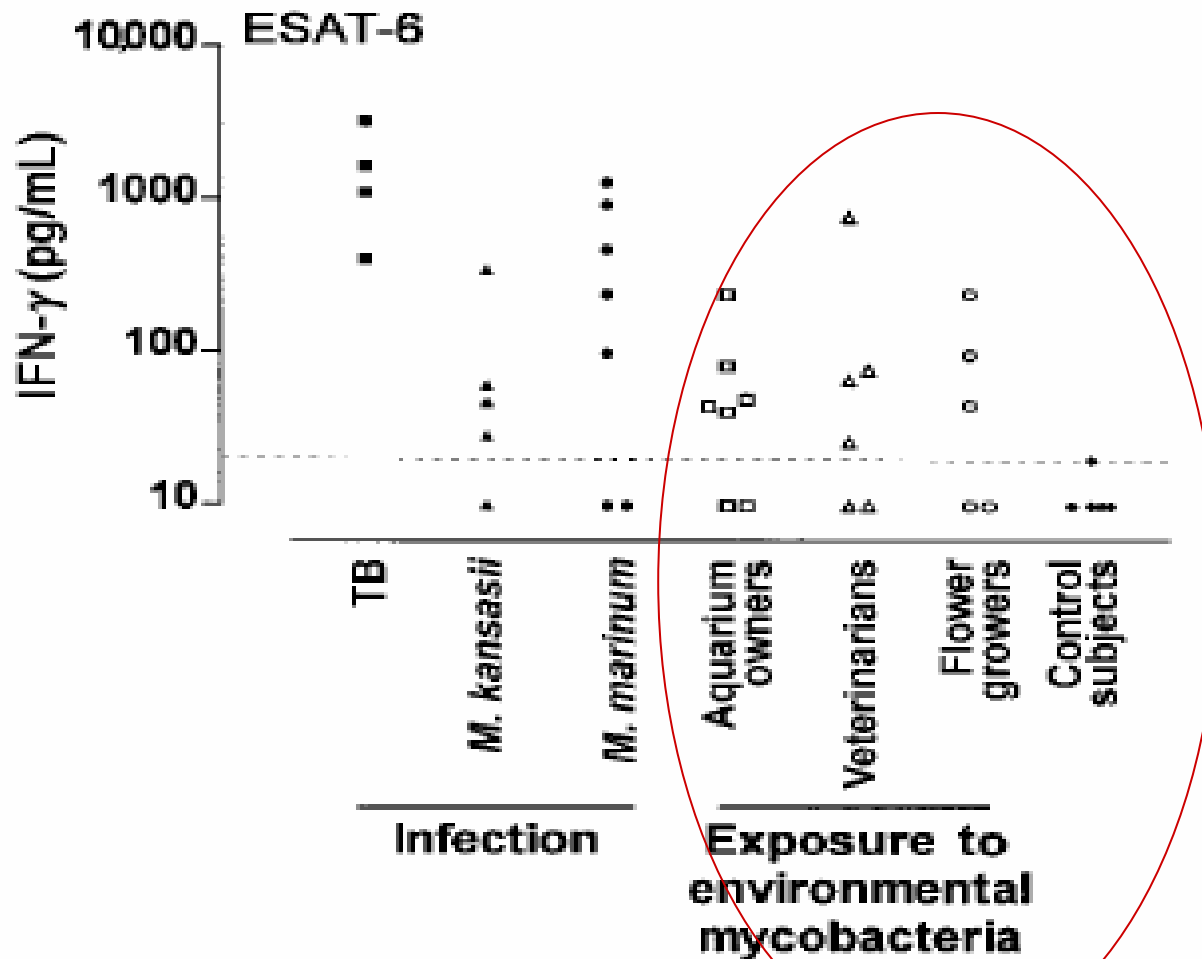 10,000
ESAT-6
1000
100
10
IFN-γ (pg/mL)
TB
M. kansasii
M. marinum
Aquarium
owners
Veterinarians
Flower
growers
Control
subjects
Infection
Exposure to
environmental
mycobacteria